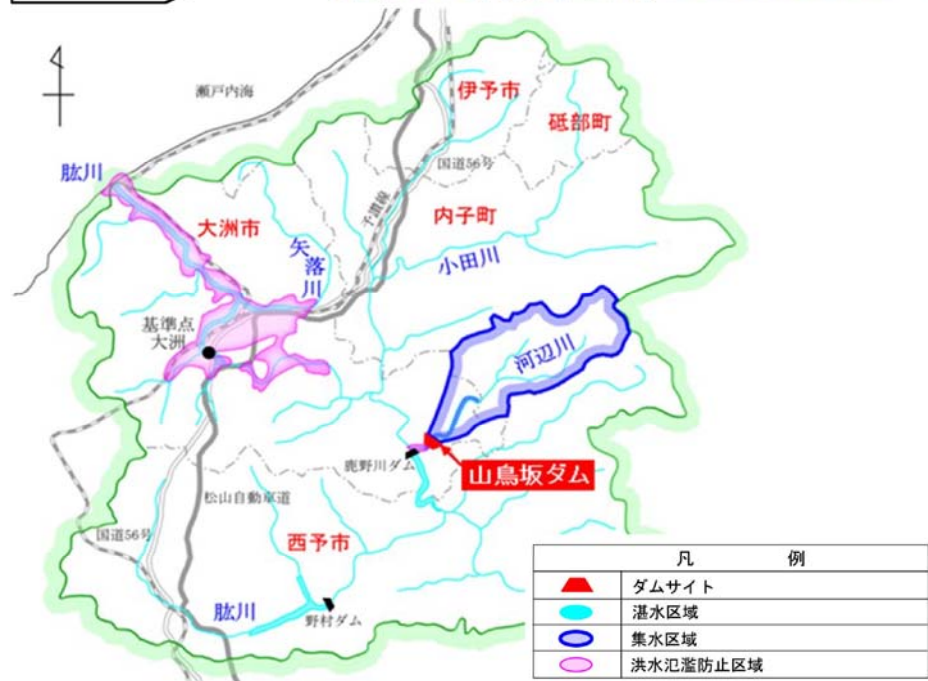 瀬戸内海
伊予市
砥部町
国道56号
肱川
予讃線
内子町
大洲市
矢落川
小田川
基準点
大洲
河辺川
鹿野川ダム
山鳥坂ダム
松山自動車道
国道56号
西予市
肱川
野村ダム
凡 例
ダムサイト
湛水区域
集水区域
洪水氾濫防止区域